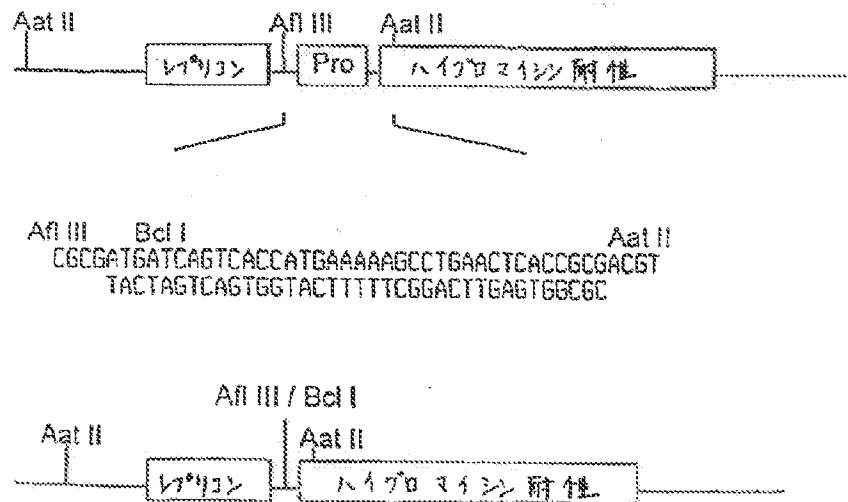 Aat II Afl III Aat II
レプリコン Pro ハイグロマイシン耐性
Afl III Bcl I Aat II
CGCGATGATCAGTCACCATGAAAAAGCCTGAACTCACCGCGACGT
TACTAGTCAGTGGTACTTTTTCGGACTTGAGTGGCGC
Afl III / Bcl I
Aat II Aat II
レプリコン ハイグロマイシン耐性